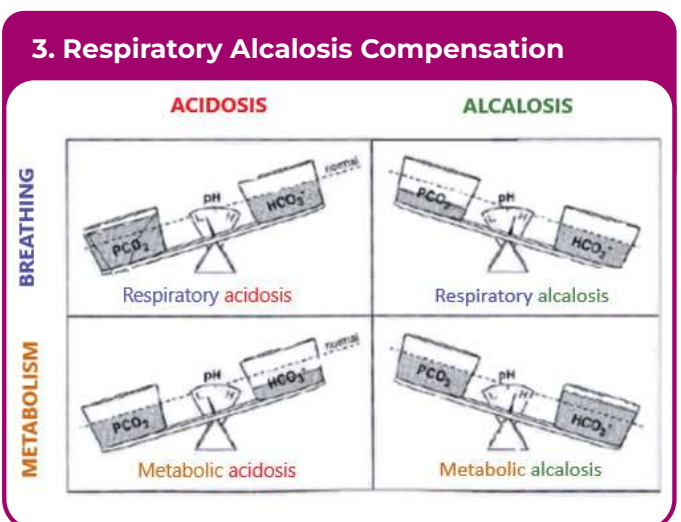 3. Respiratory Alcalosis Compensation
ACIDOSIS
ALCALOSIS
BREATHING
normal
pH
L H
PCO₂
HCO₃⁻
Respiratory acidosis
pH
L H
PCO₂
HCO₃⁻
Respiratory alcalosis
METABOLISM
normal
pH
L H
PCO₂
HCO₃⁻
Metabolic acidosis
pH
L H
PCO₂
HCO₃⁻
Metabolic alcalosis